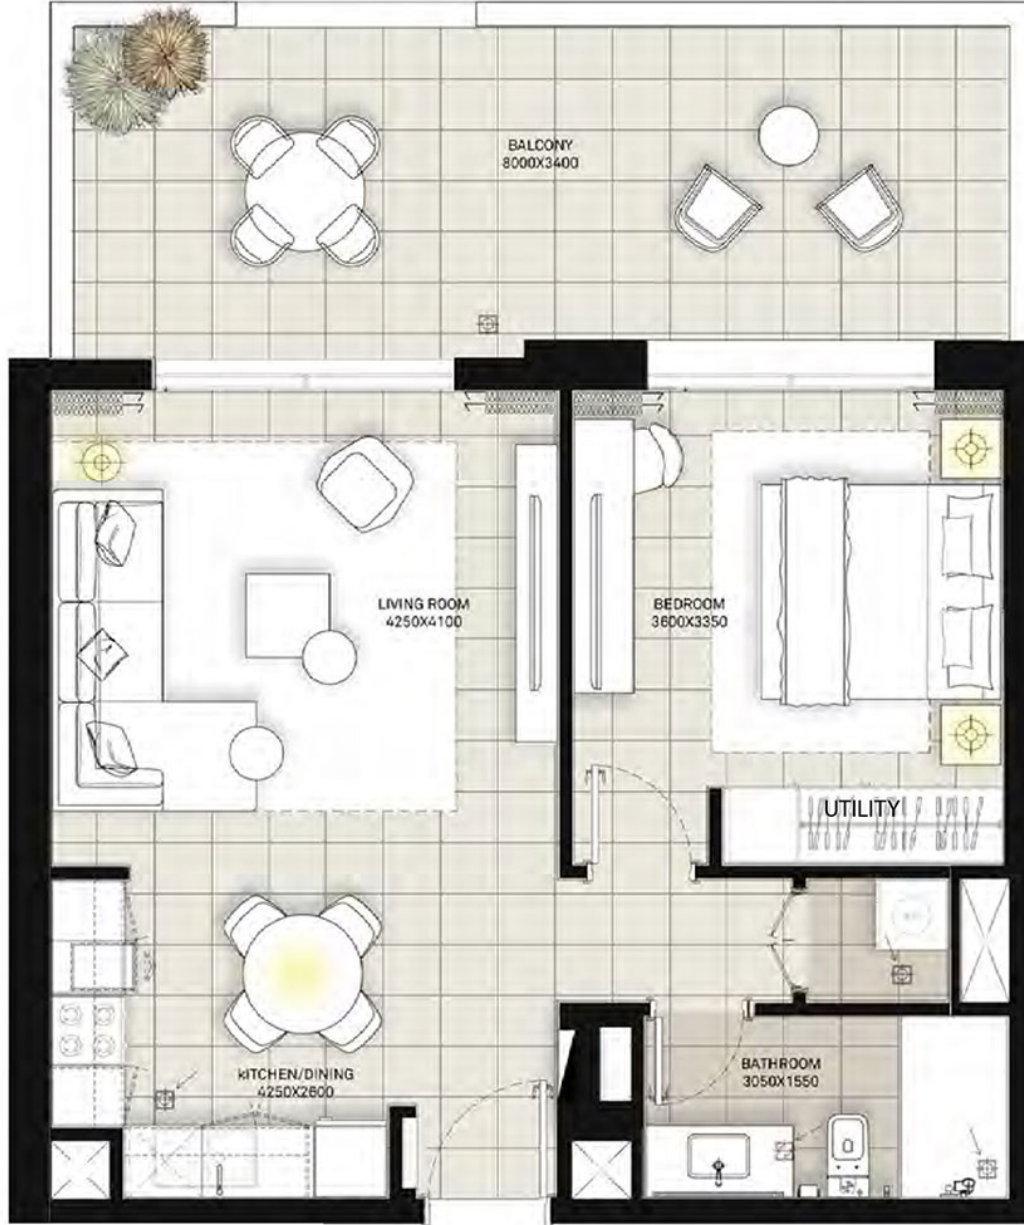 BALCONY
8000X3400
LIVING ROOM
4250X4100
BEDROOM
3600X3350
UTILITY
kITCHEN/DINING
4250X2600
BATHROOM
3050X1550